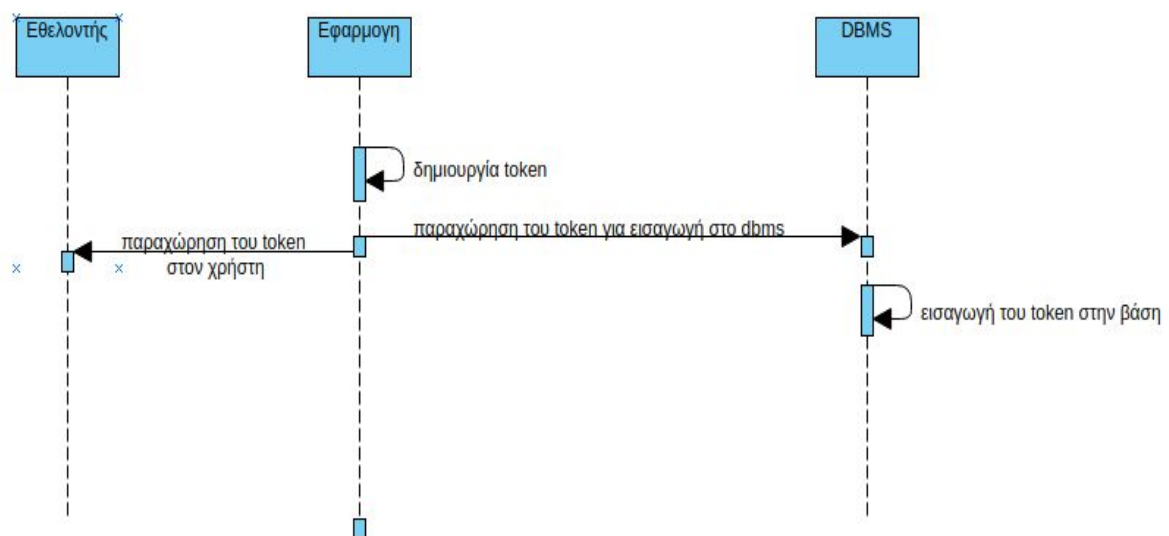 Εθελοντής
Εφαρμογη
DBMS
δημιουργία token
παραχώρηση του token για εισαγωγή στο dbms
παραχώρηση του token
στον χρήστη
εισαγωγή του token στην βάση